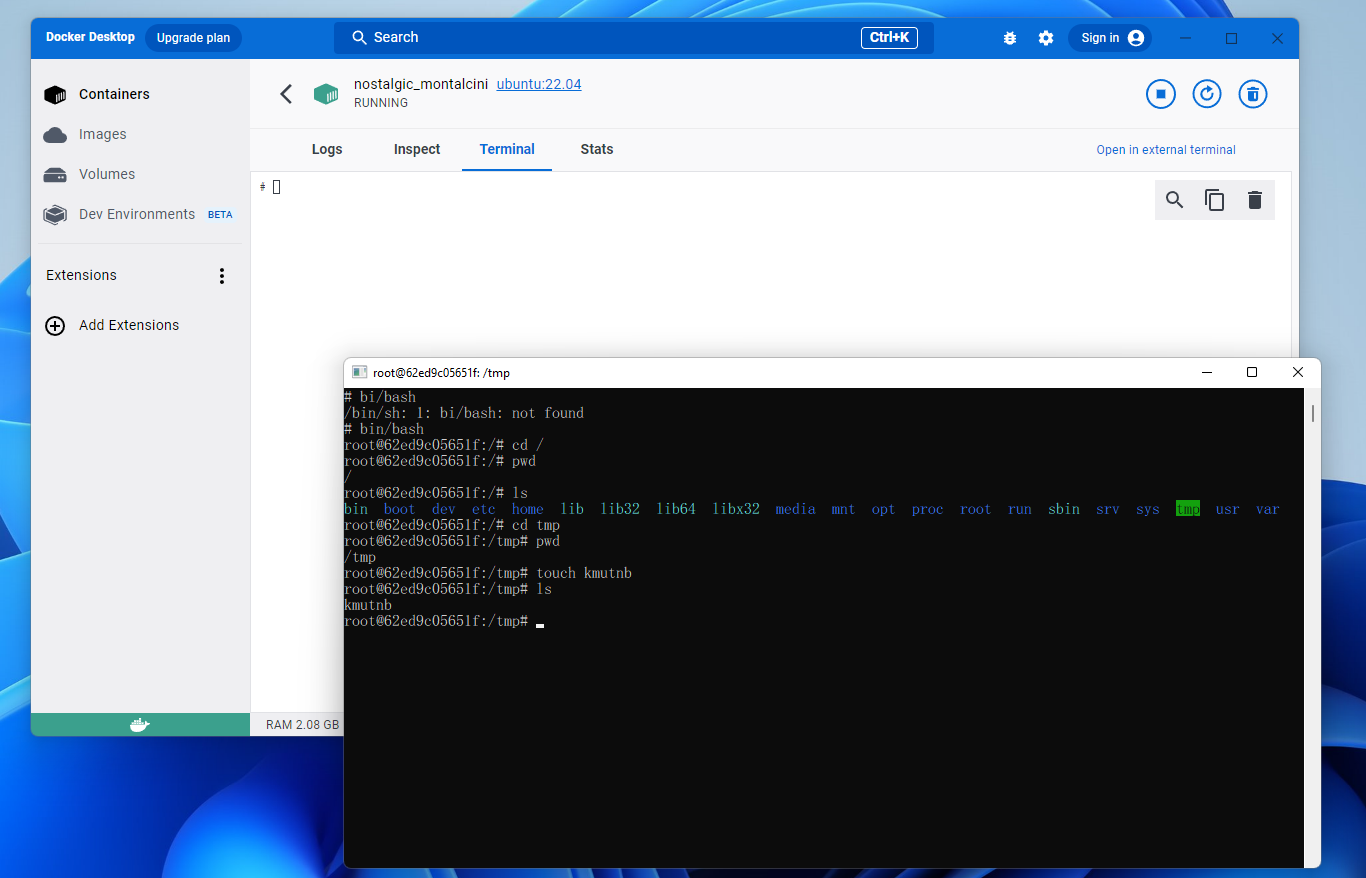 Docker Desktop Upgrade plan Search Ctrl+K Sign in
Containers
Images
Volumes
Dev Environments BETA
Extensions
Add Extensions
nostalgic_montalcini ubuntu:22.04
RUNNING
Logs Inspect Terminal Stats Open in external terminal
#
RAM 2.08 GB
root@62ed9c05651f: /tmp
# bi/bash
/bin/sh: 1: bi/bash: not found
# bin/bash
root@62ed9c05651f:/# cd /
root@62ed9c05651f:/# pwd
/
root@62ed9c05651f:/# ls
bin boot dev etc home lib lib32 lib64 libx32 media mnt opt proc root run sbin srv sys tmp usr var
root@62ed9c05651f:/# cd tmp
root@62ed9c05651f:/tmp# pwd
/tmp
root@62ed9c05651f:/tmp# touch kmutnb
root@62ed9c05651f:/tmp# ls
kmutnb
root@62ed9c05651f:/tmp#